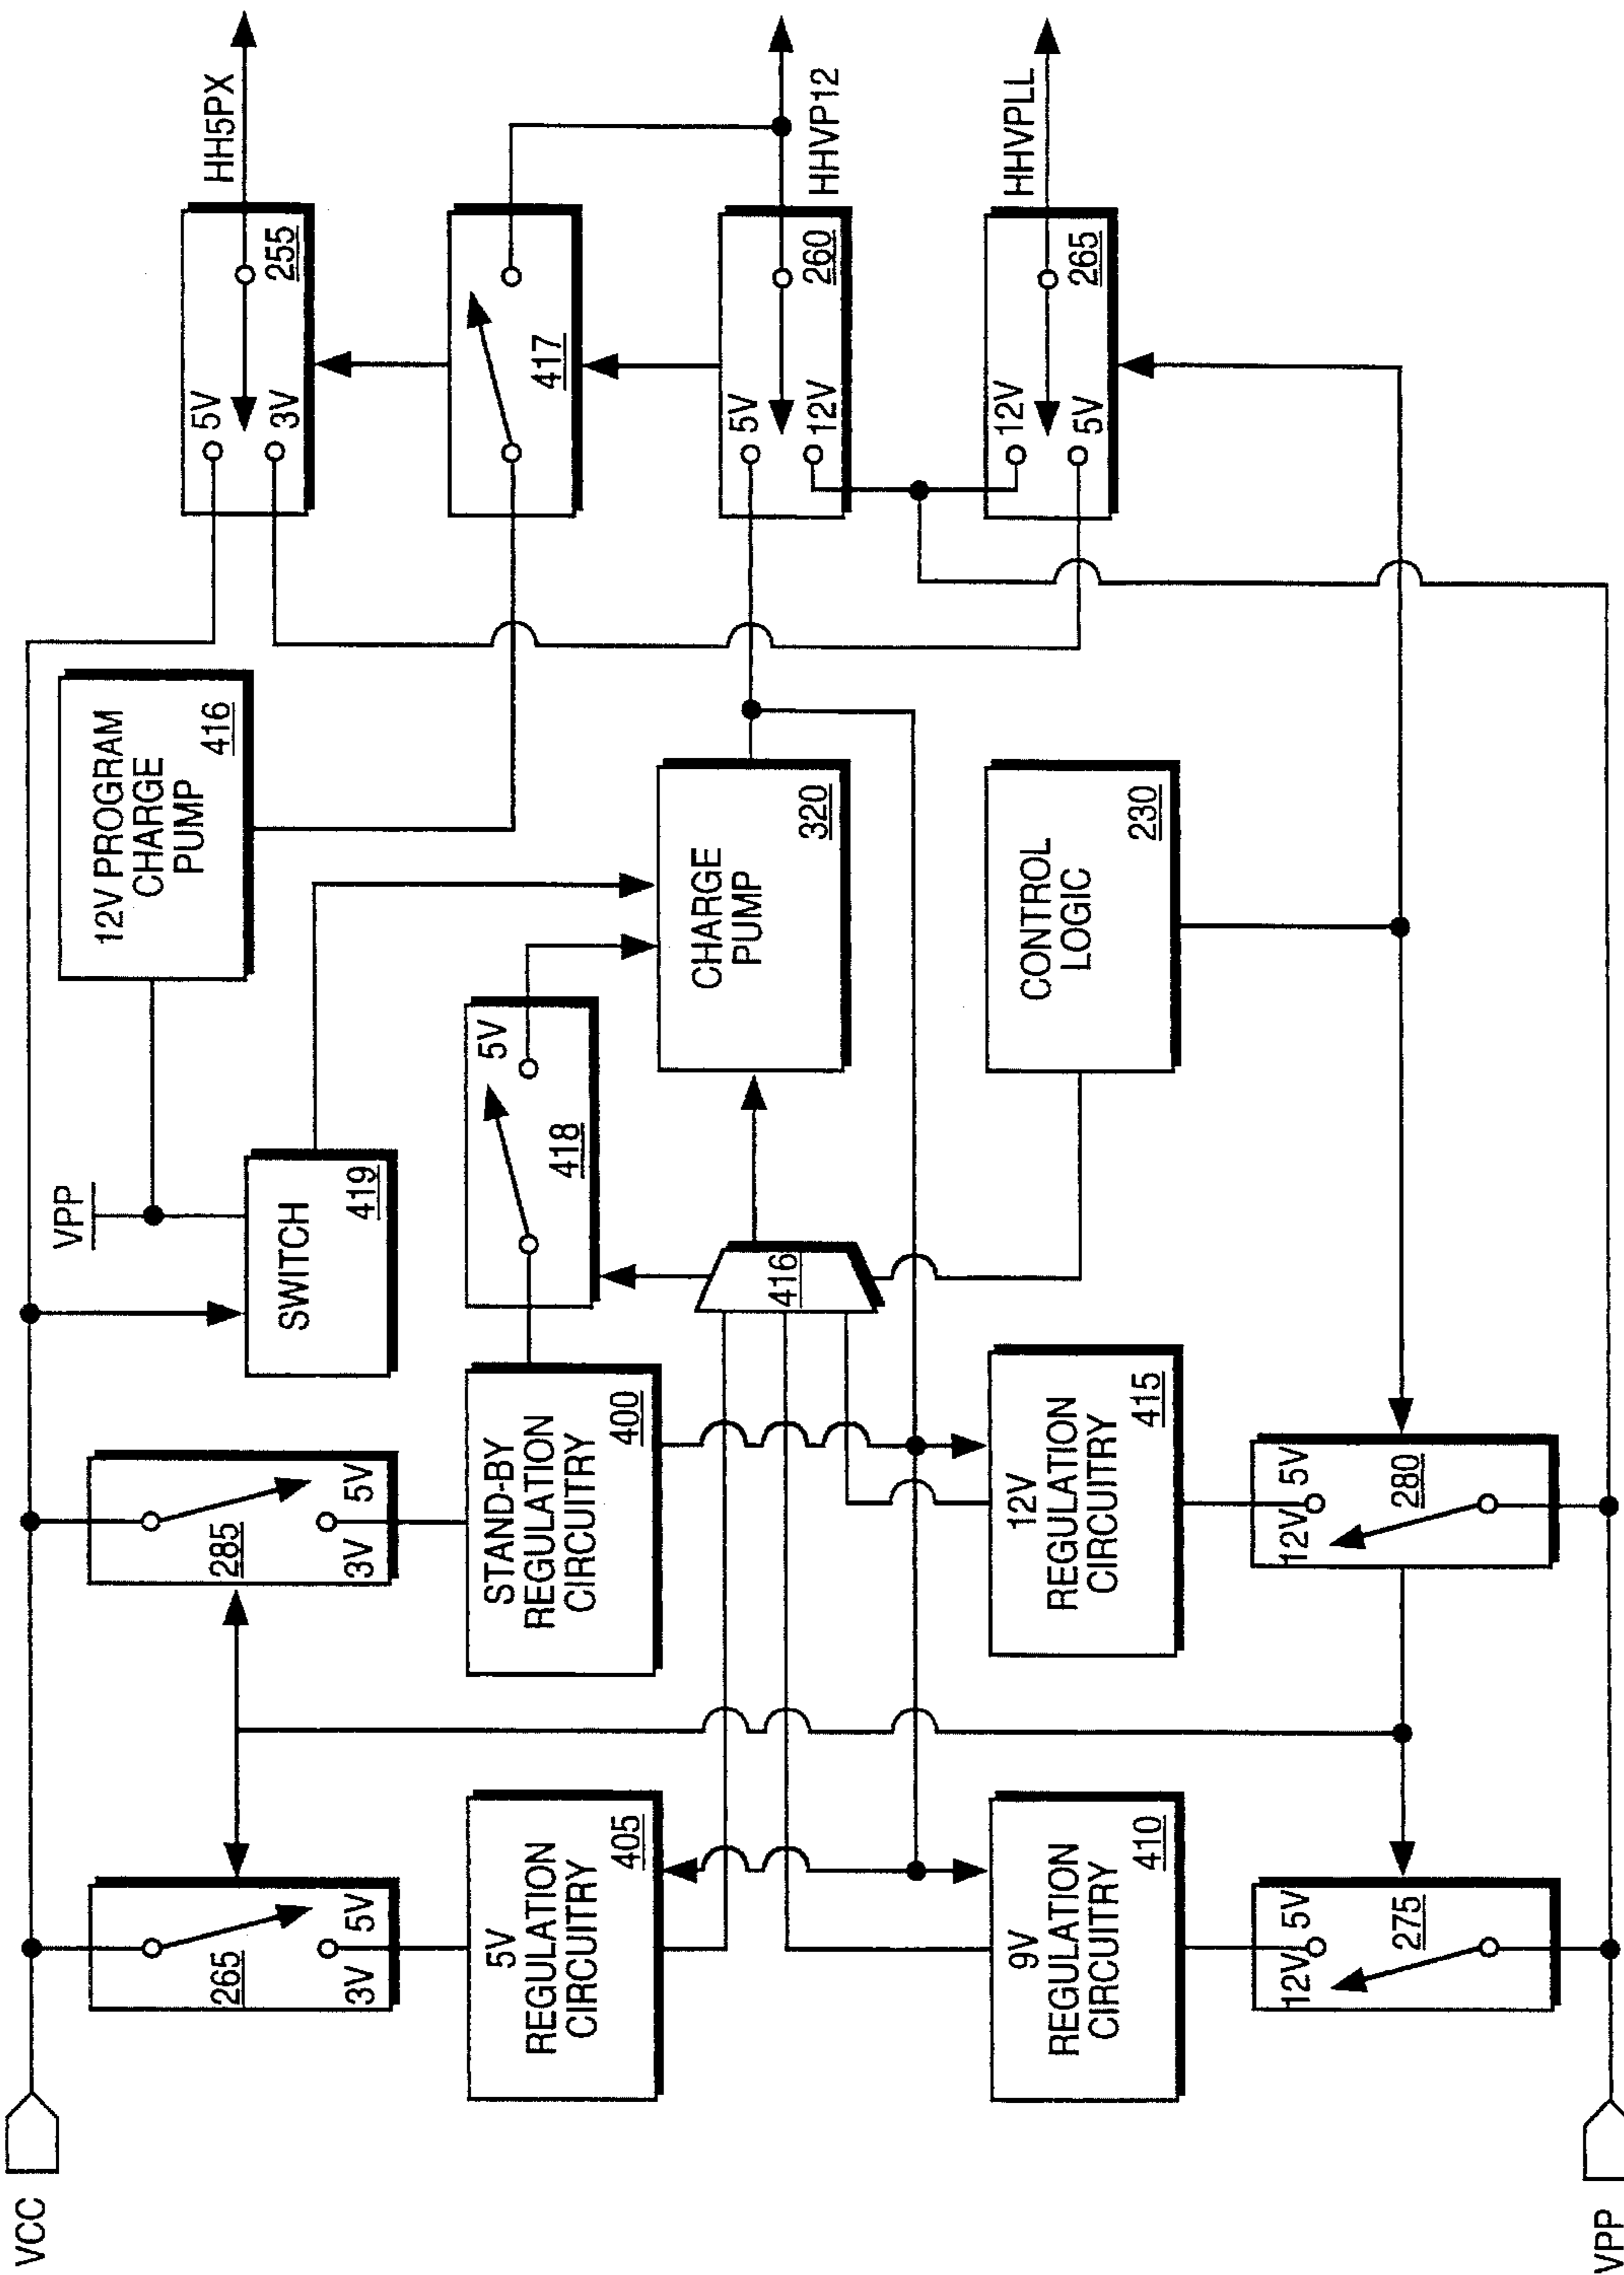 VCC
265
3V 5V
285
3V 5V
SWITCH
419
VPP
12V PROGRAM
CHARGE
PUMP
416
5V
3V
255
HH5PX
5V
REGULATION
CIRCUITRY
405
STAND-BY
REGULATION
CIRCUITRY
400
418
5V
417
416
CHARGE
PUMP
320
5V
12V
260
HHVP12
9V
REGULATION
CIRCUITRY
410
12V
REGULATION
CIRCUITRY
415
CONTROL
LOGIC
230
12V
5V
265
HHVPLL
12V 5V
275
12V 5V
280
VPP